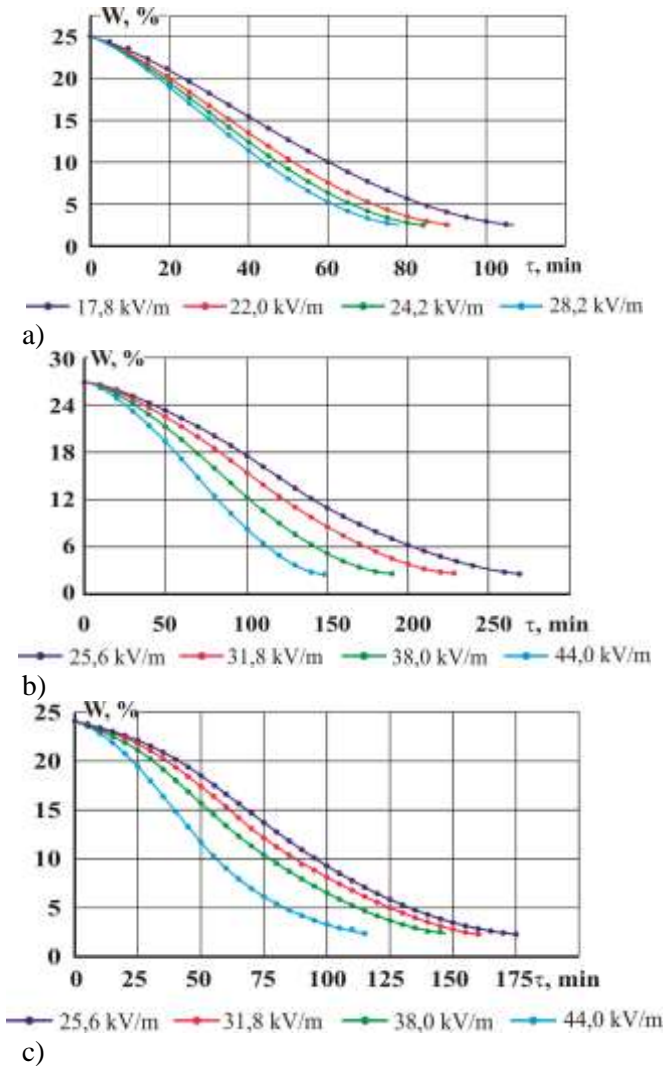 W, %
25
20
15
10
5
0
0 20 40 60 80 100 τ, min
17,8 kV/m 22,0 kV/m 24,2 kV/m 28,2 kV/m
a)
W, %
30
24
18
12
6
0
0 50 100 150 200 250 τ, min
25,6 kV/m 31,8 kV/m 38,0 kV/m 44,0 kV/m
b)
W, %
25
20
15
10
5
0
0 25 50 75 100 125 150 175τ, min
25,6 kV/m 31,8 kV/m 38,0 kV/m 44,0 kV/m
c)